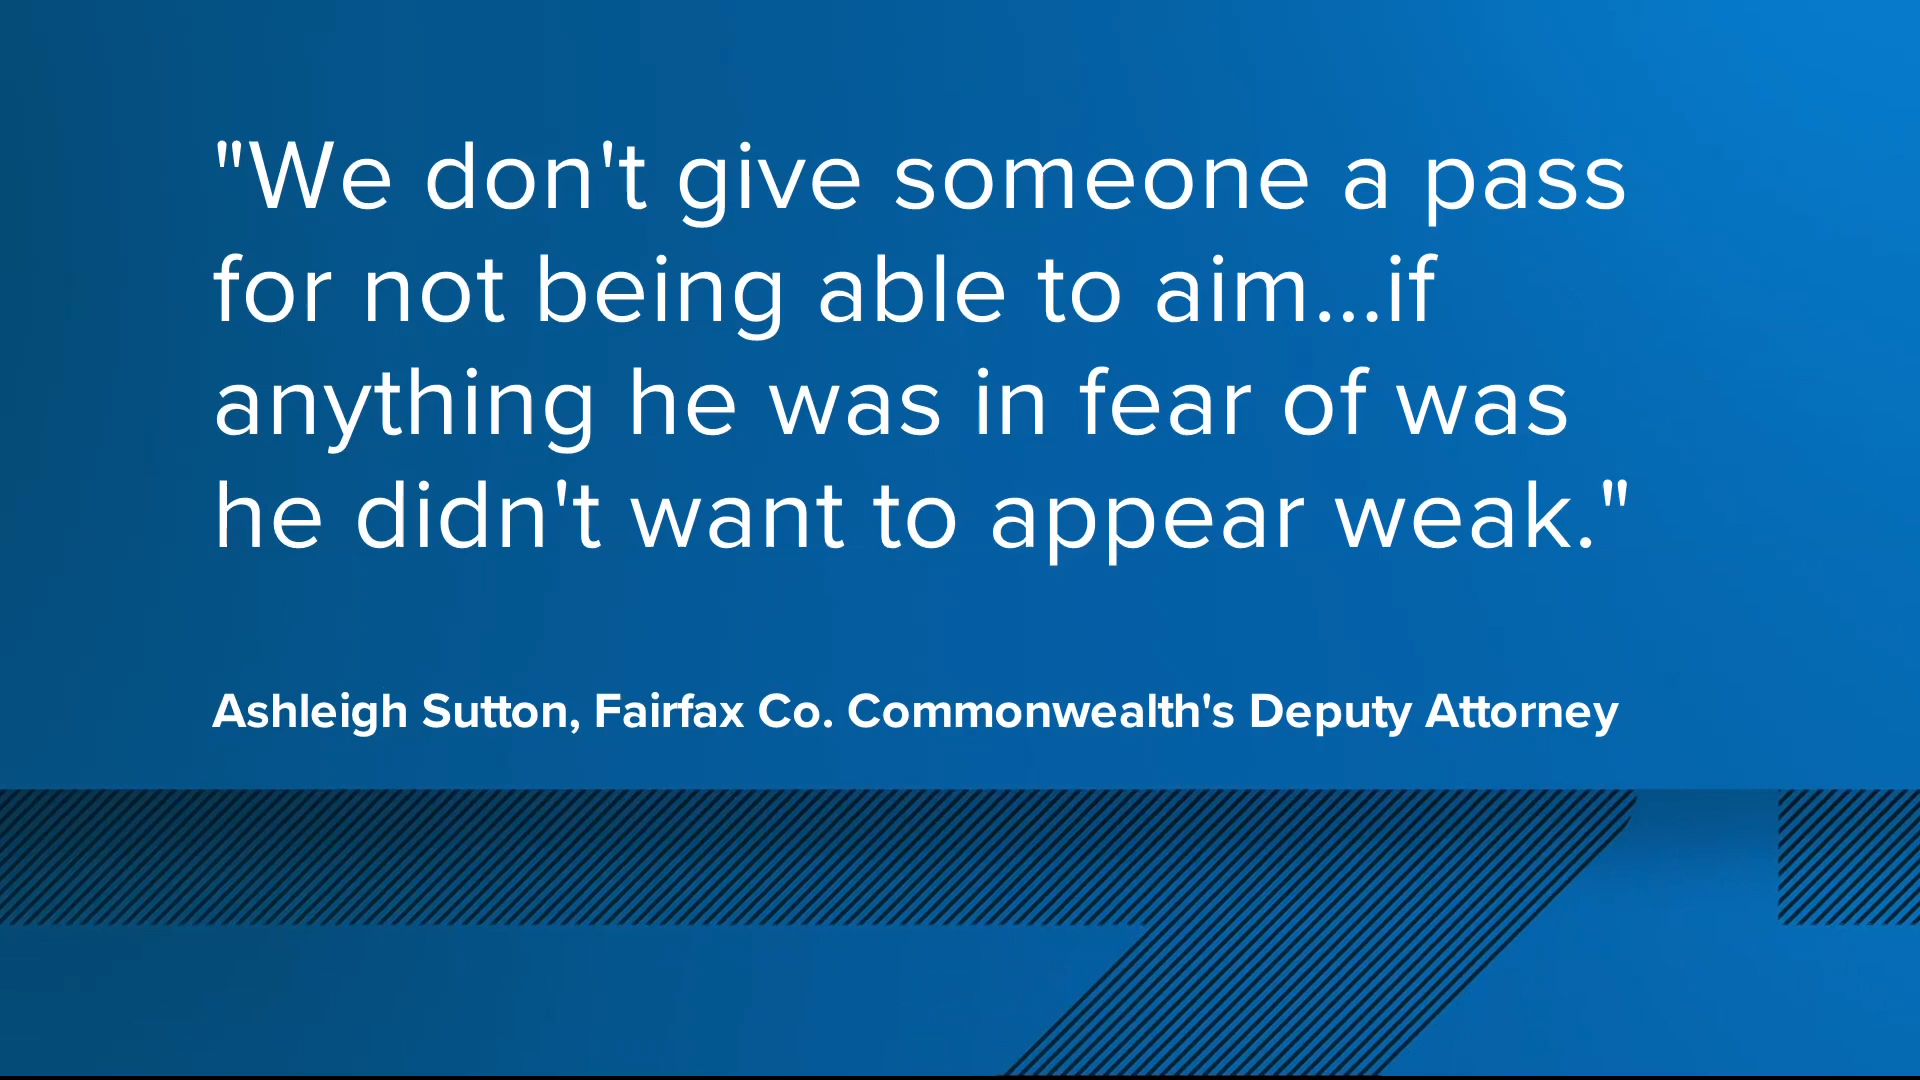 "We don't give someone a pass
for not being able to aim...if
anything he was in fear of was
he didn't want to appear weak."
Ashleigh Sutton, Fairfax Co. Commonwealth's Deputy Attorney